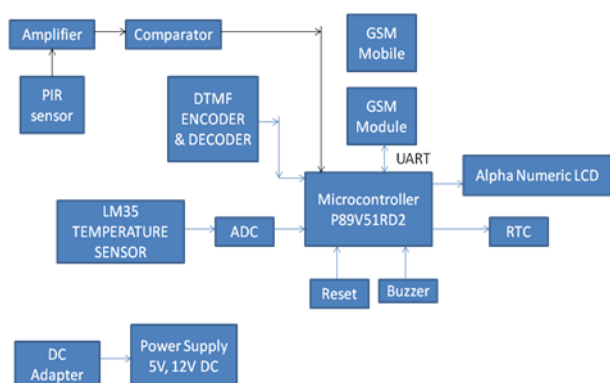 Amplifier
Comparator
GSM
Mobile
PIR
sensor
DTMF
ENCODER
& DECODER
GSM
Module
UART
Microcontroller
P89V51RD2
Alpha Numeric LCD
LM35
TEMPERATURE
SENSOR
ADC
RTC
Reset
Buzzer
DC
Adapter
Power Supply
5V, 12V DC